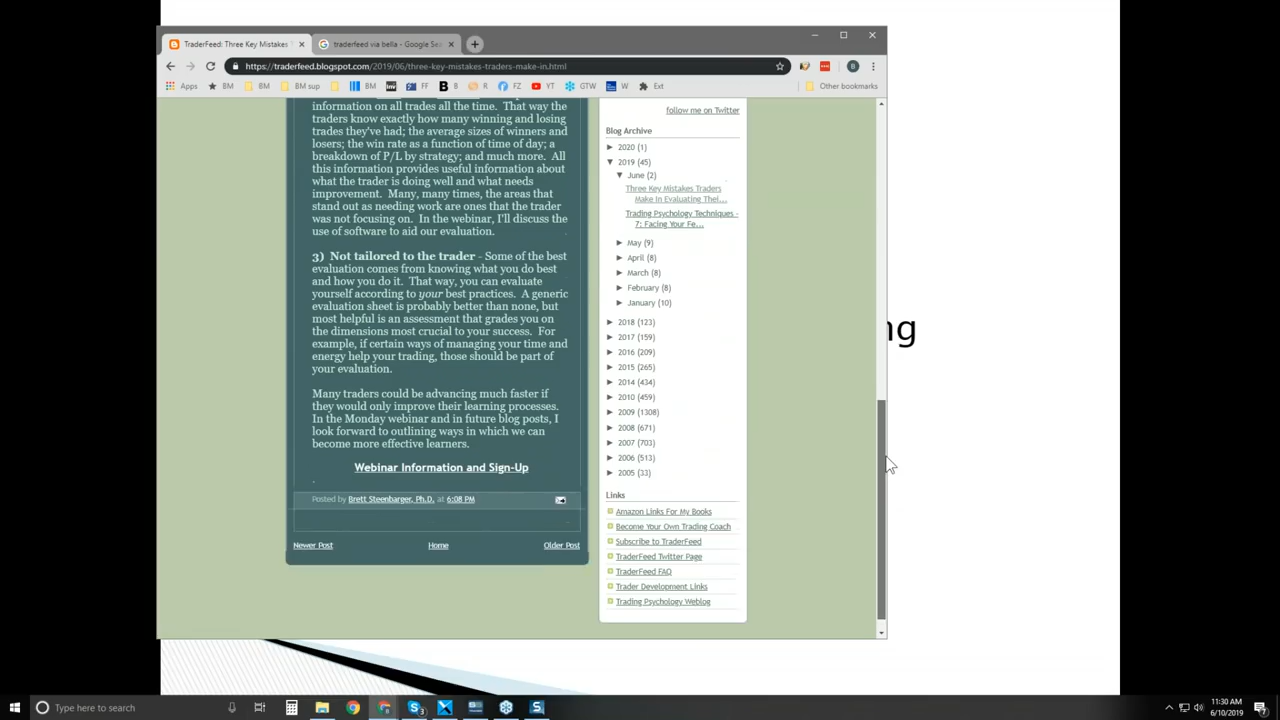 TraderFeed: Three Key Mistakes
traderfeed via bella - Google Sea
https://traderfeed.blogspot.com/2019/06/three-key-mistakes-traders-make-in.html
B
Apps
BM
BM
BM sup
BM
FF
B
R
FZ
YT
GTW
W
Ext
Other bookmarks
information on all trades all the time. That way the
traders know exactly how many winning and losing
trades they've had; the average sizes of winners and
losers; the win rate as a function of time of day; a
breakdown of P/L by strategy; and much more. All
this information provides useful information about
what the trader is doing well and what needs
improvement. Many, many times, the areas that
stand out as needing work are ones that the trader
was not focusing on. In the webinar, I'll discuss the
use of software to aid our evaluation.
3) Not tailored to the trader - Some of the best
evaluation comes from knowing what you do best
and how you do it. That way, you can evaluate
yourself according to your best practices. A generic
evaluation sheet is probably better than none, but
most helpful is an assessment that grades you on
the dimensions most crucial to your success. For
example, if certain ways of managing your time and
energy help your trading, those should be part of
your evaluation.
Many traders could be advancing much faster if
they would only improve their learning processes.
In the Monday webinar and in future blog posts, I
look forward to outlining ways in which we can
become more effective learners.
Webinar Information and Sign-Up
.
Posted by Brett Steenbarger, Ph.D. at 6:08 PM
Newer Post
Home
Older Post
follow me on Twitter
Blog Archive
► 2020 (1)
▼ 2019 (45)
▼ June (2)
Three Key Mistakes Traders
Make In Evaluating Thei...
Trading Psychology Techniques -
7: Facing Your Fe...
► May (9)
► April (8)
► March (8)
► February (8)
► January (10)
► 2018 (123)
► 2017 (159)
► 2016 (209)
► 2015 (265)
► 2014 (434)
► 2010 (459)
► 2009 (1308)
► 2008 (671)
► 2007 (703)
► 2006 (513)
► 2005 (33)
Links
Amazon Links For My Books
Become Your Own Trading Coach
Subscribe to TraderFeed
TraderFeed Twitter Page
TraderFeed FAQ
Trader Development Links
Trading Psychology Weblog
ng
Type here to search
11:30 AM
6/10/2019